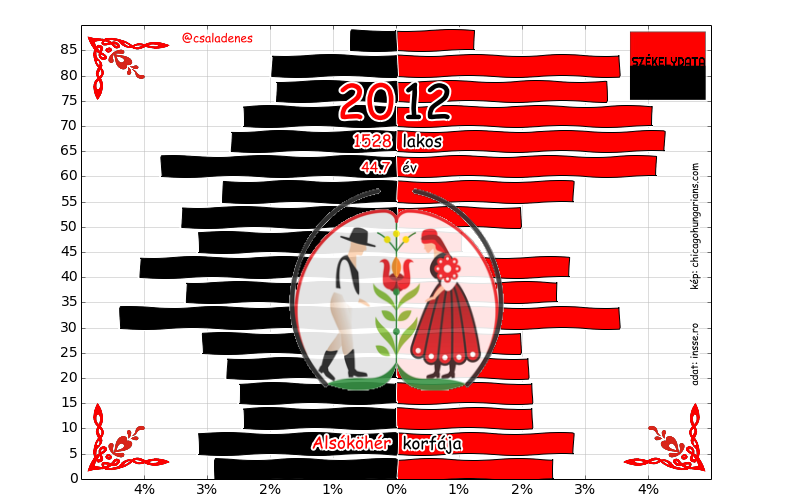 @csaladenes
SZÉKELYDATA
2012
1528 lakos
44.7 év
kép: chicagohungarians.com
adat: insse.ro
Alsóköhér korfája
85
80
75
70
65
60
55
50
45
40
35
30
25
20
15
10
5
0
4% 3% 2% 1% 0% 1% 2% 3% 4%